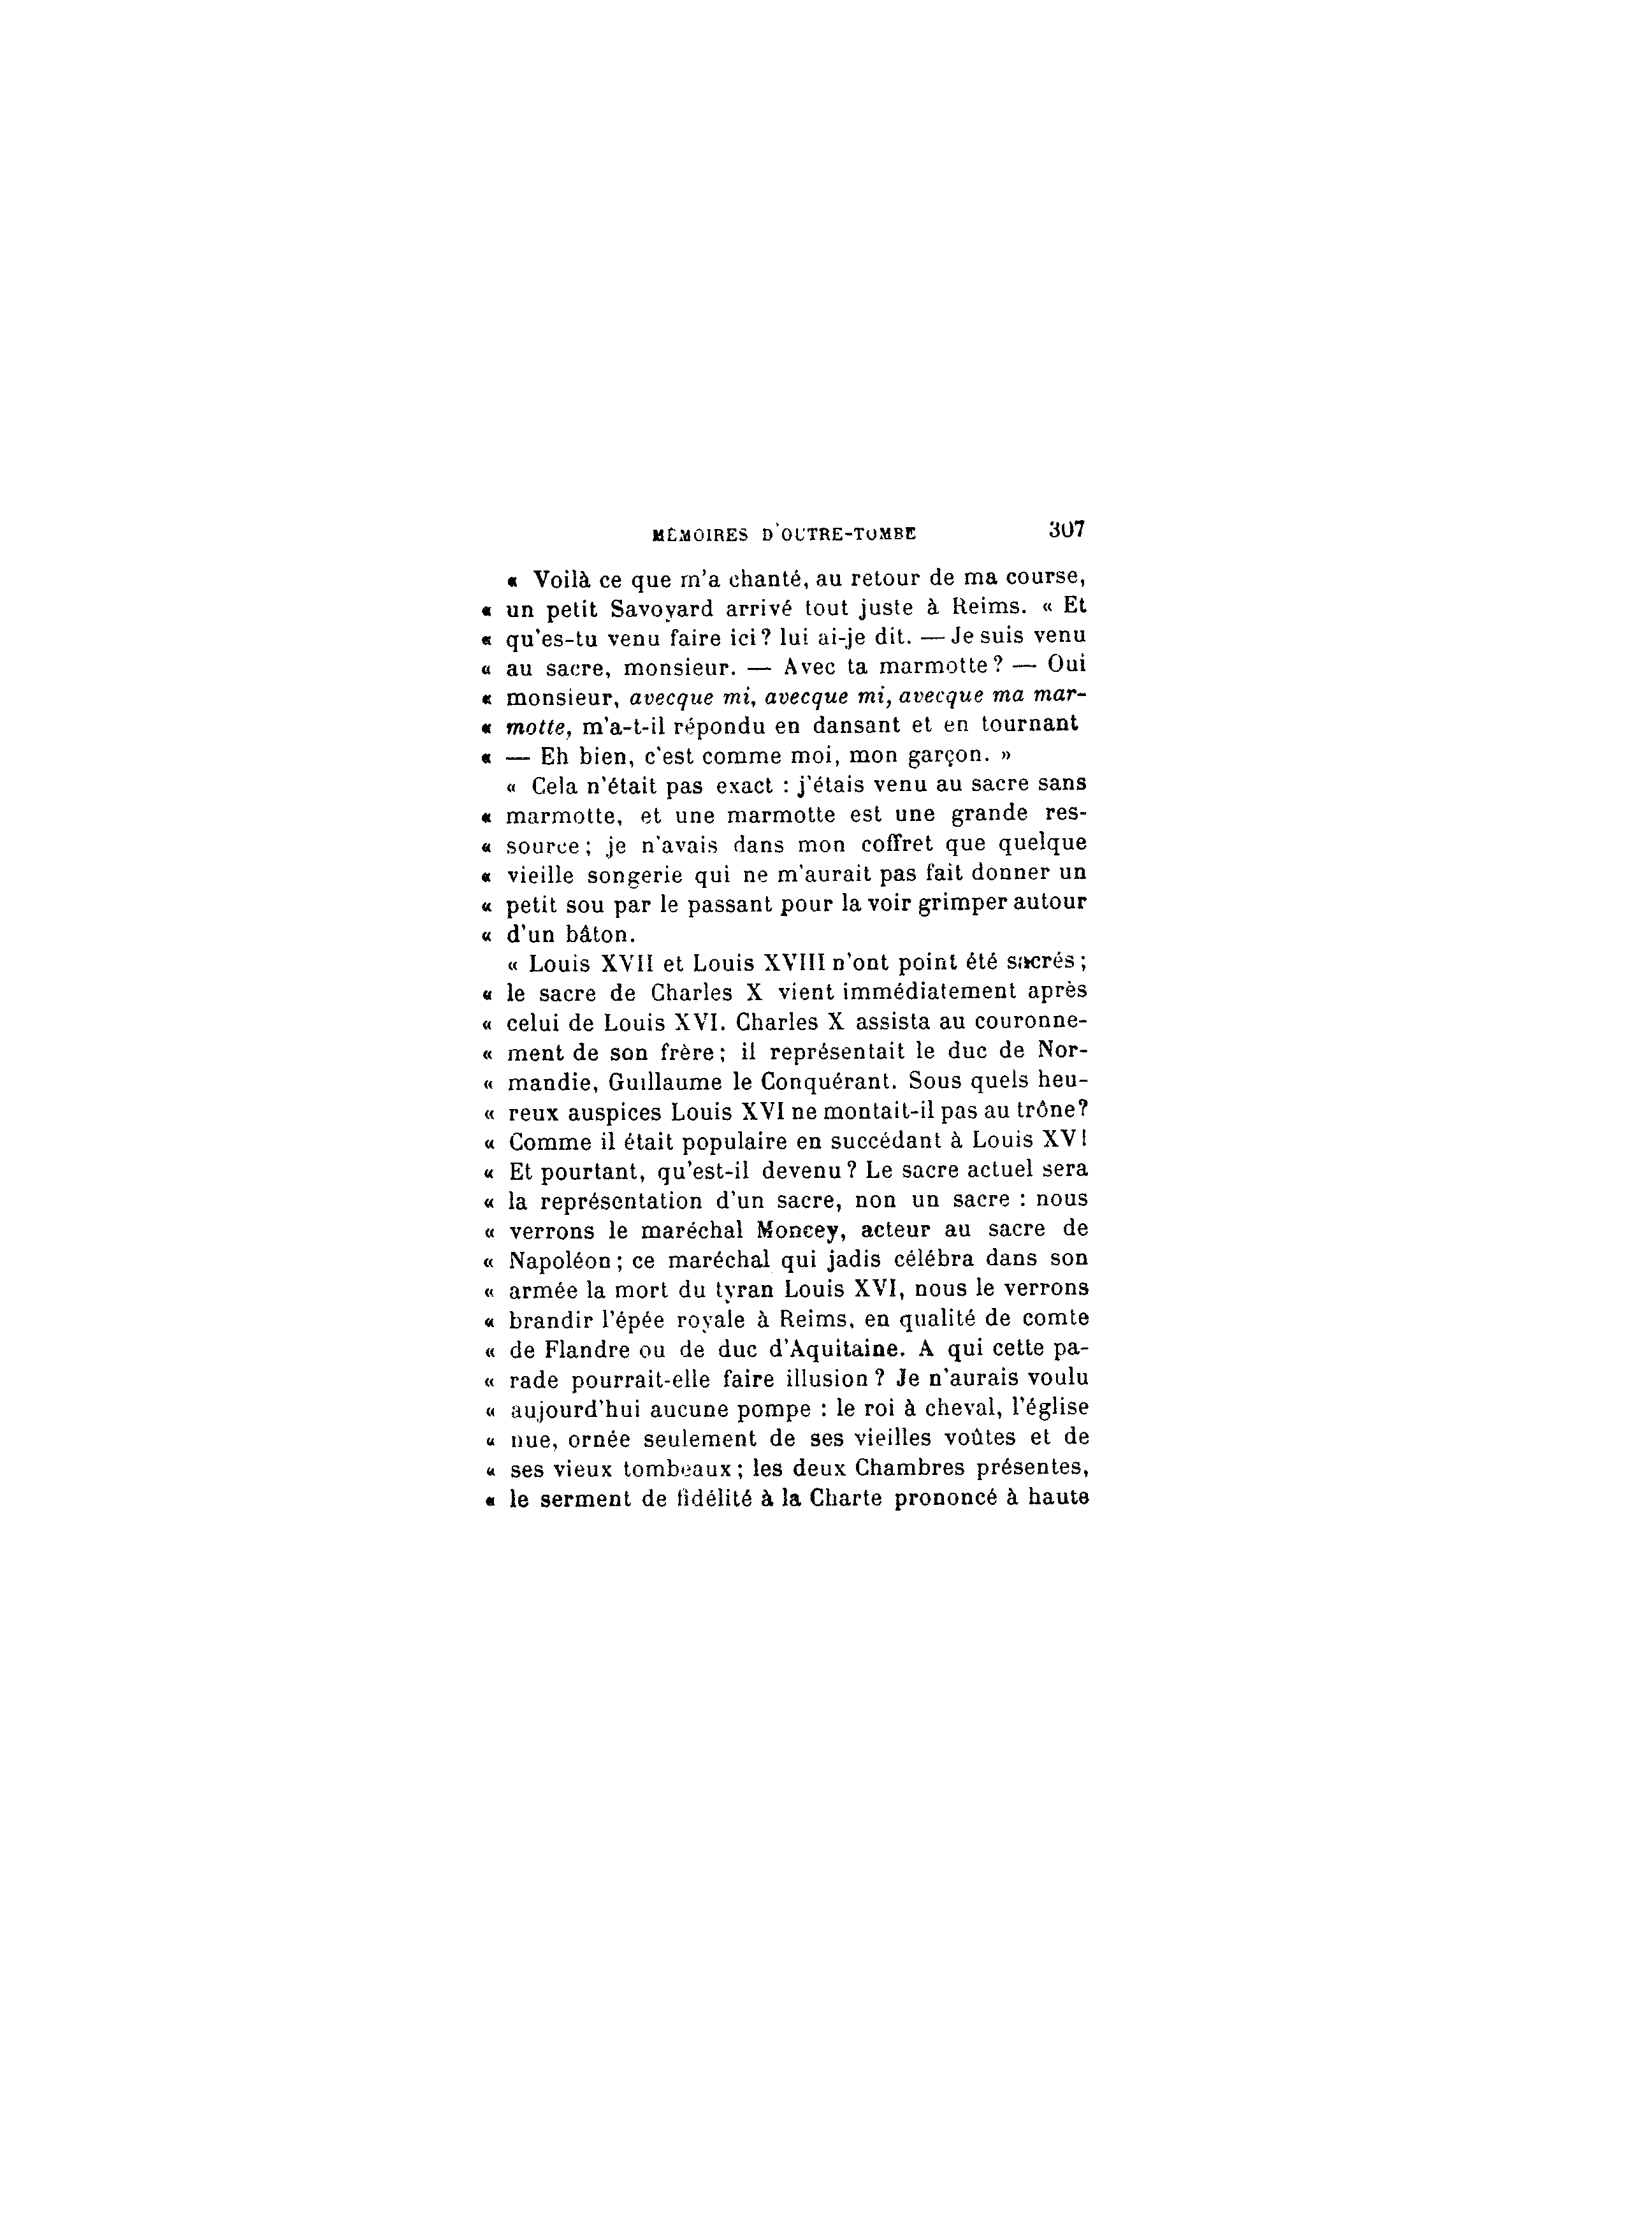 MÉMOIRES D'OUTRE-TOMBE 307
« Voilà ce que m'a chanté, au retour de ma course,
« un petit Savoyard arrivé tout juste à Reims. « Et
« qu'es-tu venu faire ici ? lui ai-je dit. — Je suis venu
« au sacre, monsieur. — Avec ta marmotte ? — Oui
« monsieur, avecque mi, avecque mi, avecque ma mar-
« motte, m'a-t-il répondu en dansant et en tournant
« — Eh bien, c'est comme moi, mon garçon. »
« Cela n'était pas exact : j'étais venu au sacre sans
« marmotte, et une marmotte est une grande res-
« source ; je n'avais dans mon coffret que quelque
« vieille songerie qui ne m'aurait pas fait donner un
« petit sou par le passant pour la voir grimper autour
« d'un bâton.
« Louis XVII et Louis XVIII n'ont point été sacrés ;
« le sacre de Charles X vient immédiatement après
« celui de Louis XVI. Charles X assista au couronne-
« ment de son frère ; il représentait le duc de Nor-
« mandie, Guillaume le Conquérant. Sous quels heu-
« reux auspices Louis XVI ne montait-il pas au trône ?
« Comme il était populaire en succédant à Louis XV !
« Et pourtant, qu'est-il devenu ? Le sacre actuel sera
« la représentation d'un sacre, non un sacre : nous
« verrons le maréchal Moncey, acteur au sacre de
« Napoléon ; ce maréchal qui jadis célébra dans son
« armée la mort du tyran Louis XVI, nous le verrons
« brandir l'épée royale à Reims, en qualité de comte
« de Flandre ou de duc d'Aquitaine. A qui cette pa-
« rade pourrait-elle faire illusion ? Je n'aurais voulu
« aujourd'hui aucune pompe : le roi à cheval, l'église
« nue, ornée seulement de ses vieilles voûtes et de
« ses vieux tombeaux ; les deux Chambres présentes,
« le serment de fidélité à la Charte prononcé à haute